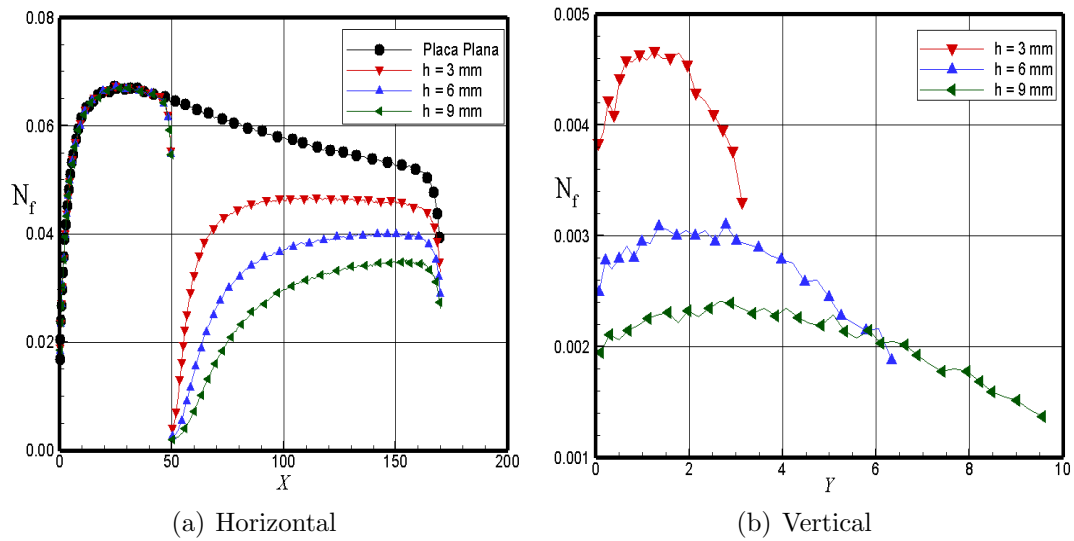 0.08
0.06
0.04
0.02
0.00
N_f
0 50 100 150 200
X
Placa Plana
h = 3 mm
h = 6 mm
h = 9 mm
(a) Horizontal
0.005
0.004
0.003
0.002
0.001
N_f
0 2 4 6 8 10
Y
h = 3 mm
h = 6 mm
h = 9 mm
(b) Vertical